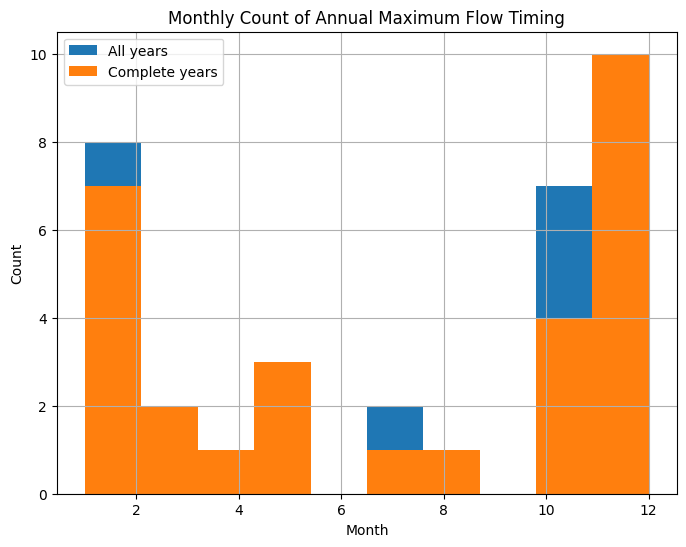 Monthly Count of Annual Maximum Flow Timing
All years
Complete years
10
8
6
4
2
0
Count
2 4 6 8 10 12
Month